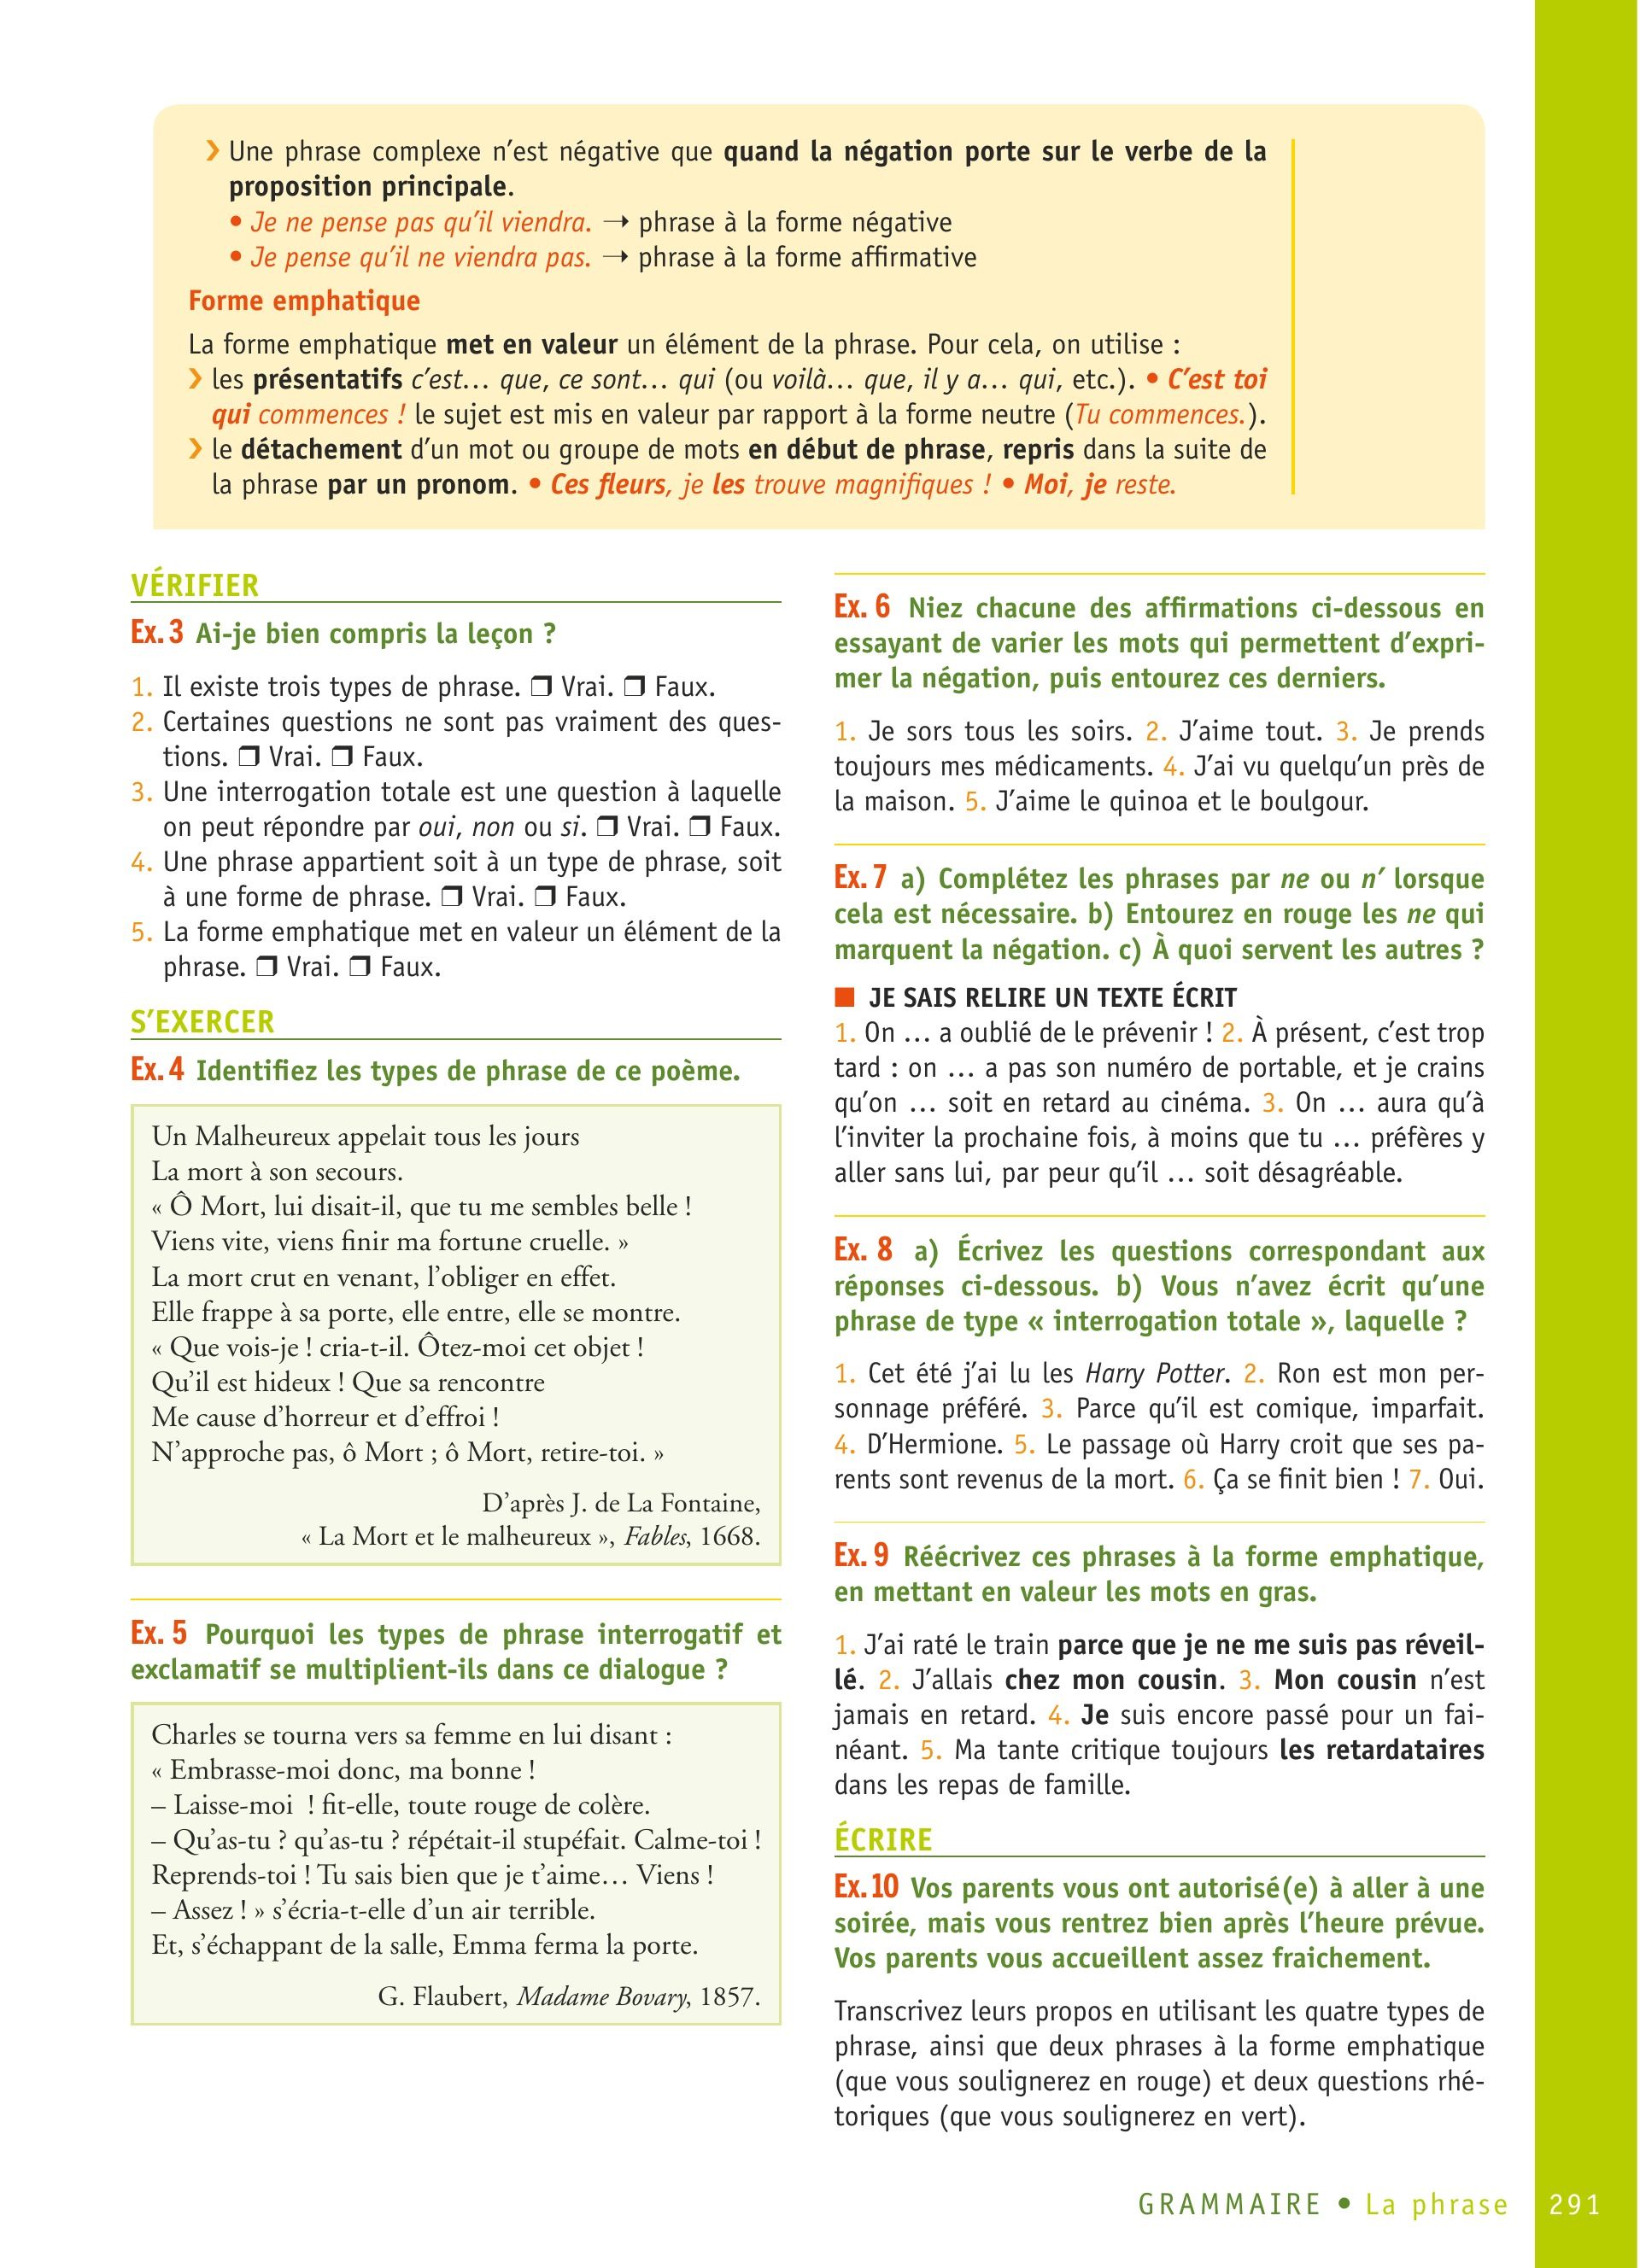 › Une phrase complexe n’est négative que quand la négation porte sur le verbe de la
proposition principale.
• Je ne pense pas qu’il viendra. → phrase à la forme négative
• Je pense qu’il ne viendra pas. → phrase à la forme affirmative
Forme emphatique
La forme emphatique met en valeur un élément de la phrase. Pour cela, on utilise :
› les présentatifs c’est… que, ce sont… qui (ou voilà… que, il y a… qui, etc.). • C’est toi
qui commences ! le sujet est mis en valeur par rapport à la forme neutre (Tu commences.).
› le détachement d’un mot ou groupe de mots en début de phrase, repris dans la suite de
la phrase par un pronom. • Ces fleurs, je les trouve magnifiques ! • Moi, je reste.
VÉRIFIER
Ex. 3 Ai-je bien compris la leçon ?
1. Il existe trois types de phrase. ❒ Vrai. ❒ Faux.
2. Certaines questions ne sont pas vraiment des ques-
tions. ❒ Vrai. ❒ Faux.
3. Une interrogation totale est une question à laquelle
on peut répondre par oui, non ou si. ❒ Vrai. ❒ Faux.
4. Une phrase appartient soit à un type de phrase, soit
à une forme de phrase. ❒ Vrai. ❒ Faux.
5. La forme emphatique met en valeur un élément de la
phrase. ❒ Vrai. ❒ Faux.
S’EXERCER
Ex. 4 Identifiez les types de phrase de ce poème.
Un Malheureux appelait tous les jours
La mort à son secours.
« Ô Mort, lui disait-il, que tu me sembles belle !
Viens vite, viens finir ma fortune cruelle. »
La mort crut en venant, l’obliger en effet.
Elle frappe à sa porte, elle entre, elle se montre.
« Que vois-je ! cria-t-il. Ôtez-moi cet objet !
Qu’il est hideux ! Que sa rencontre
Me cause d’horreur et d’effroi !
N’approche pas, ô Mort ; ô Mort, retire-toi. »
D’après J. de La Fontaine,
« La Mort et le malheureux », Fables, 1668.
Ex. 5 Pourquoi les types de phrase interrogatif et
exclamatif se multiplient-ils dans ce dialogue ?
Charles se tourna vers sa femme en lui disant :
« Embrasse-moi donc, ma bonne !
– Laisse-moi ! fit-elle, toute rouge de colère.
– Qu’as-tu ? qu’as-tu ? répétait-il stupéfait. Calme-toi !
Reprends-toi ! Tu sais bien que je t’aime… Viens !
– Assez ! » s’écria-t-elle d’un air terrible.
Et, s’échappant de la salle, Emma ferma la porte.
G. Flaubert, Madame Bovary, 1857.
Ex. 6 Niez chacune des affirmations ci-dessous en
essayant de varier les mots qui permettent d’expri-
mer la négation, puis entourez ces derniers.
1. Je sors tous les soirs. 2. J’aime tout. 3. Je prends
toujours mes médicaments. 4. J’ai vu quelqu’un près de
la maison. 5. J’aime le quinoa et le boulgour.
Ex. 7 a) Complétez les phrases par ne ou n’ lorsque
cela est nécessaire. b) Entourez en rouge les ne qui
marquent la négation. c) À quoi servent les autres ?
■ JE SAIS RELIRE UN TEXTE ÉCRIT
1. On … a oublié de le prévenir ! 2. À présent, c’est trop
tard : on … a pas son numéro de portable, et je crains
qu’on … soit en retard au cinéma. 3. On … aura qu’à
l’inviter la prochaine fois, à moins que tu … préfères y
aller sans lui, par peur qu’il … soit désagréable.
Ex. 8 a) Écrivez les questions correspondant aux
réponses ci-dessous. b) Vous n’avez écrit qu’une
phrase de type « interrogation totale », laquelle ?
1. Cet été j’ai lu les Harry Potter. 2. Ron est mon per-
sonnage préféré. 3. Parce qu’il est comique, imparfait.
4. D’Hermione. 5. Le passage où Harry croit que ses pa-
rents sont revenus de la mort. 6. Ça se finit bien ! 7. Oui.
Ex. 9 Réécrivez ces phrases à la forme emphatique,
en mettant en valeur les mots en gras.
1. J’ai raté le train parce que je ne me suis pas réveil-
lé. 2. J’allais chez mon cousin. 3. Mon cousin n’est
jamais en retard. 4. Je suis encore passé pour un fai-
néant. 5. Ma tante critique toujours les retardataires
dans les repas de famille.
ÉCRIRE
Ex. 10 Vos parents vous ont autorisé(e) à aller à une
soirée, mais vous rentrez bien après l’heure prévue.
Vos parents vous accueillent assez fraichement.
Transcrivez leurs propos en utilisant les quatre types de
phrase, ainsi que deux phrases à la forme emphatique
(que vous soulignerez en rouge) et deux questions rhé-
toriques (que vous soulignerez en vert).
GRAMMAIRE • La phrase 291